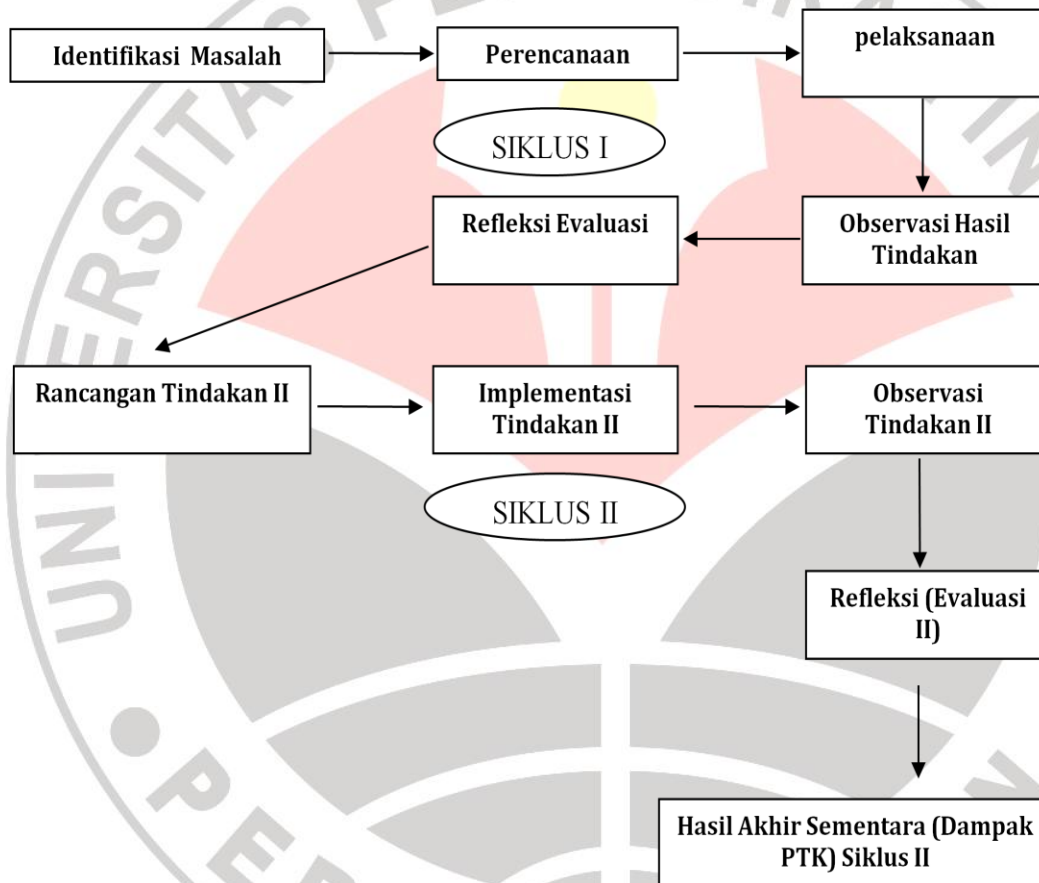 Identifikasi Masalah
Perencanaan
pelaksanaan
SIKLUS I
Refleksi Evaluasi
Observasi Hasil
Tindakan
Rancangan Tindakan II
Implementasi
Tindakan II
Observasi
Tindakan II
SIKLUS II
Refleksi (Evaluasi
II)
Hasil Akhir Sementara (Dampak
PTK) Siklus II